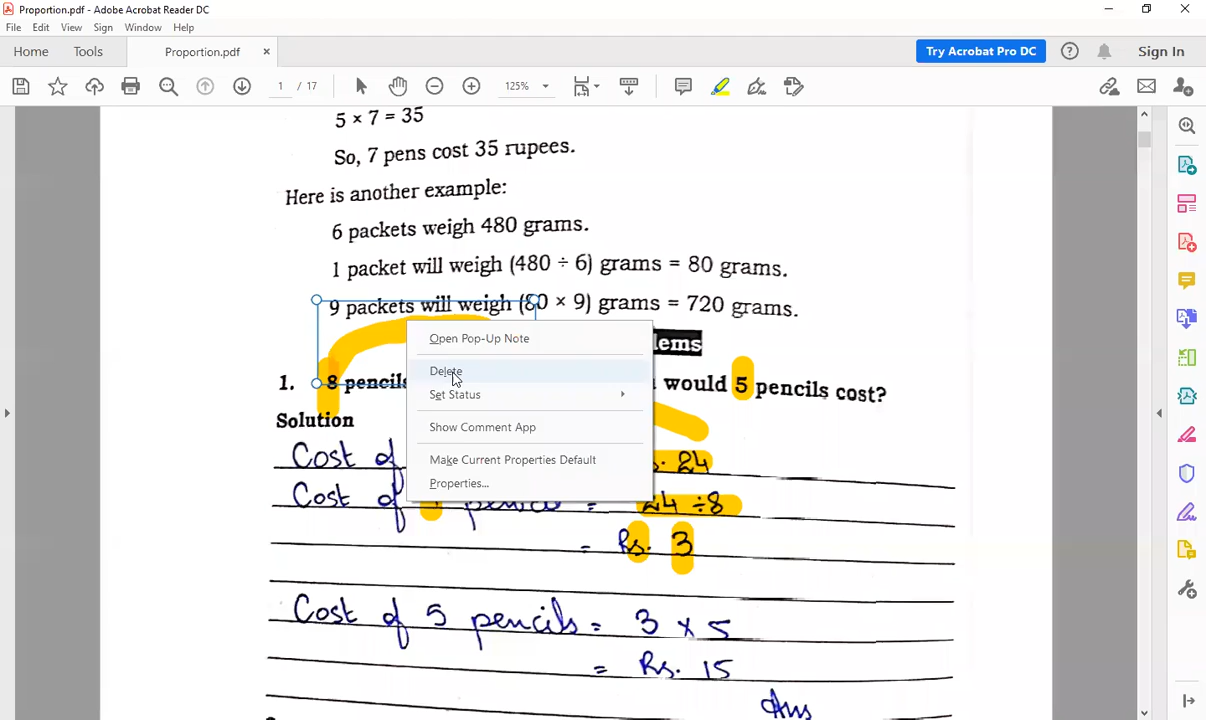 Proportion.pdf - Adobe Acrobat Reader DC
File Edit View Sign Window Help
Home Tools Proportion.pdf × Try Acrobat Pro DC Sign In
1 / 17 125%
5 × 7 = 35
So, 7 pens cost 35 rupees.
Here is another example:
6 packets weigh 480 grams.
1 packet will weigh (480 ÷ 6) grams = 80 grams.
9 packets will weigh (80 × 9) grams = 720 grams.
lems
1. 8 pencils would 5 pencils cost?
Solution
Cost of Rs. 24
Cost of 1 pencil = 24 ÷ 8
= Rs. 3
Cost of 5 pencils = 3 × 5
= Rs. 15
Ans
Open Pop-Up Note
Delete
Set Status
Show Comment App
Make Current Properties Default
Properties...